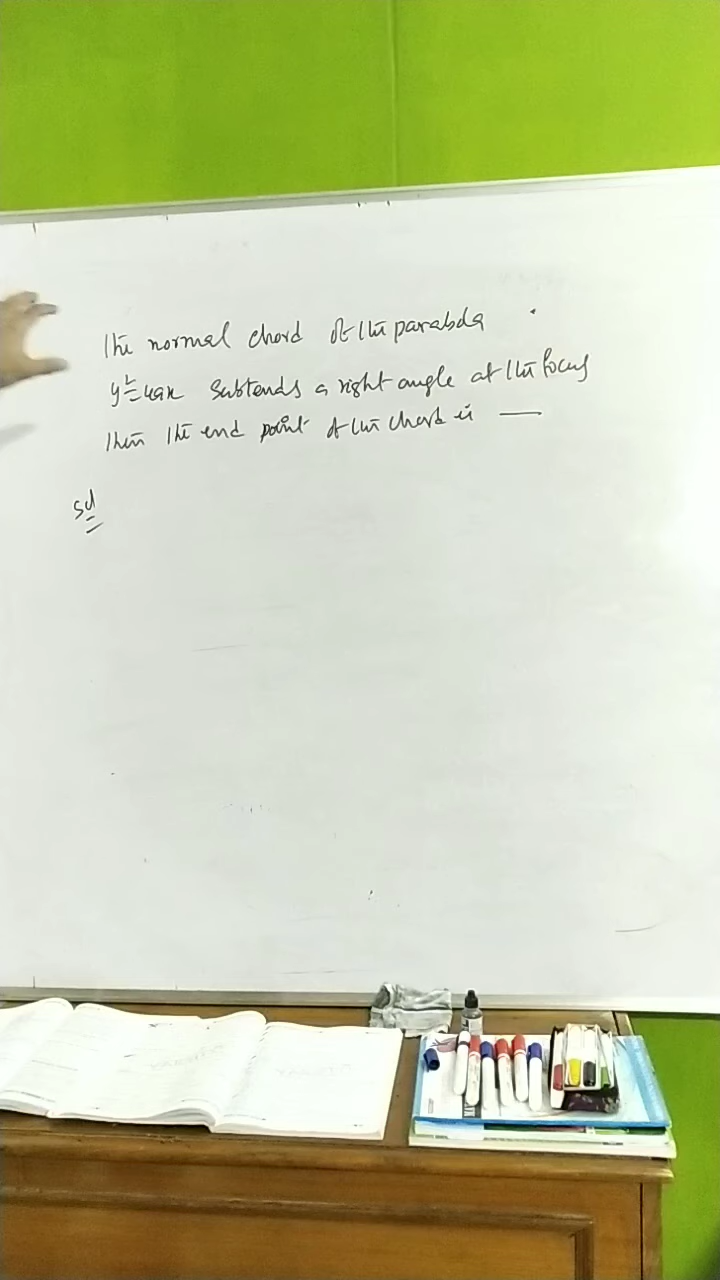 The normal chord of the parabola
y²=4ax subtends a right angle at the focus
then the end point of the chord is —
Sol